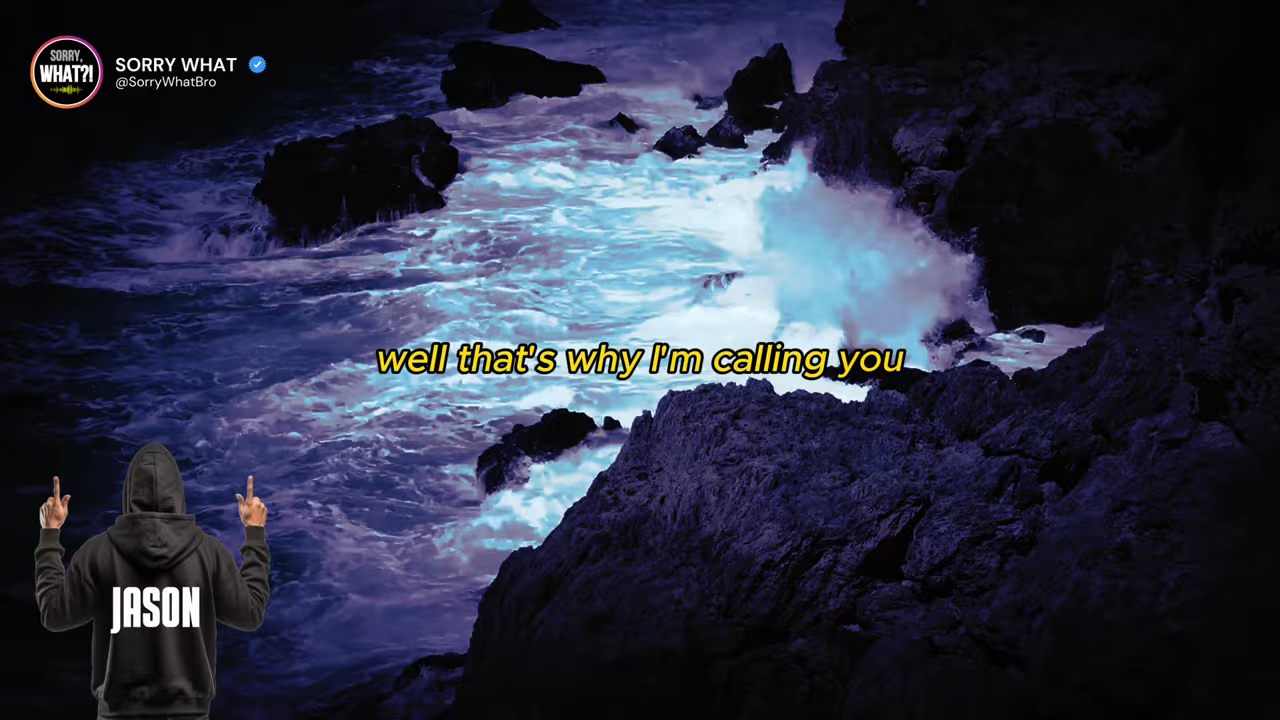 SORRY,
WHAT?!
SORRY WHAT
@SorryWhatBro
well that's why I'm calling you
JASON